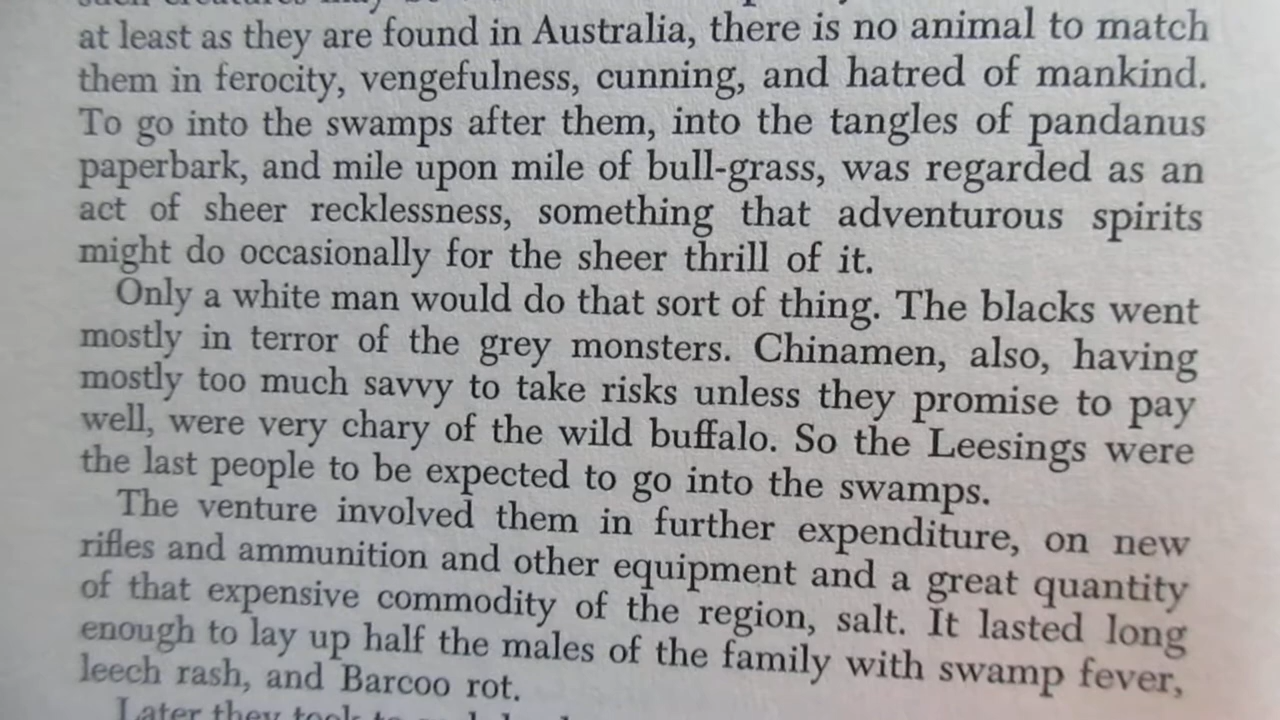 such creatures may be
at least as they are found in Australia, there is no animal to match
them in ferocity, vengefulness, cunning, and hatred of mankind.
To go into the swamps after them, into the tangles of pandanus
paperbark, and mile upon mile of bull-grass, was regarded as an
act of sheer recklessness, something that adventurous spirits
might do occasionally for the sheer thrill of it.
Only a white man would do that sort of thing. The blacks went
mostly in terror of the grey monsters. Chinamen, also, having
mostly too much savvy to take risks unless they promise to pay
well, were very chary of the wild buffalo. So the Leesings were
the last people to be expected to go into the swamps.
The venture involved them in further expenditure, on new
rifles and ammunition and other equipment and a great quantity
of that expensive commodity of the region, salt. It lasted long
enough to lay up half the males of the family with swamp fever,
leech rash, and Barcoo rot.
Later they took to